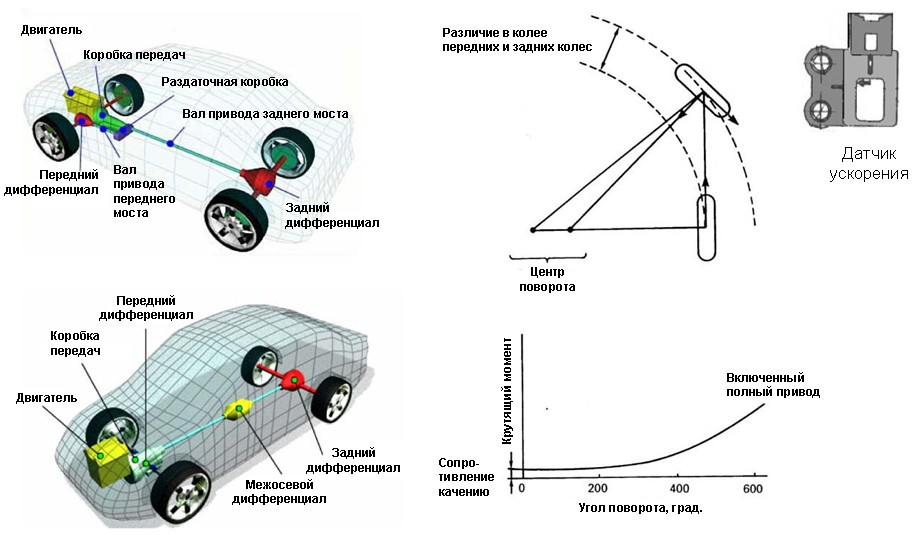 Двигатель
Коробка передач
Раздаточная коробка
Вал привода заднего моста
Передний
дифференциал
Вал
привода
переднего
моста
Задний
дифференциал
Различие в колее
передних и задних колес
Центр
поворота
Датчик
ускорения
Передний
дифференциал
Коробка
передач
Двигатель
Задний
дифференциал
Межосевой
дифференциал
Крутящий момент
Включенный
полный привод
Сопро-
тивление
качению
0 200 400 600
Угол поворота, град.